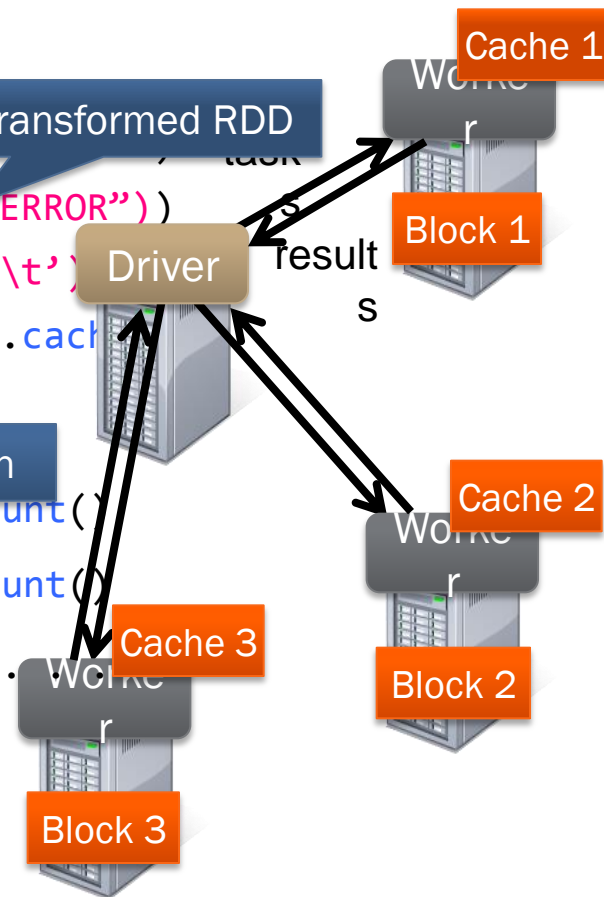 Cache 1
Worke
r
ransformed RDD
task
s
ERROR”))
Block 1
\t’)
Driver
result
s
.cach
n
Cache 2
unt()
Worke
r
unt()
Cache 3
Block 2
. Worke
r
Block 3